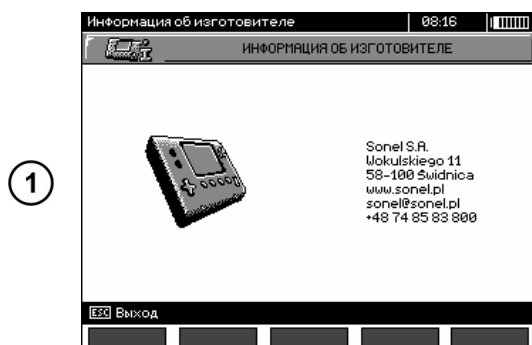 Информация об изготовителе 08:16
ИНФОРМАЦИЯ ОБ ИЗГОТОВИТЕЛЕ
1
Sonel S.A.
Wokulskiego 11
58-100 Świdnica
www.sonel.pl
sonel@sonel.pl
+48 74 85 83 800
ESC Выход